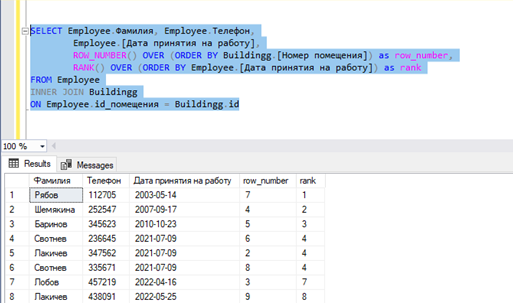 SELECT Employee.Фамилия, Employee.Телефон,
Employee.[Дата принятия на работу],
ROW_NUMBER() OVER (ORDER BY Buildingg.[Номер помещения]) as row_number,
RANK() OVER (ORDER BY Employee.[Дата принятия на работу]) as rank
FROM Employee
INNER JOIN Buildingg
ON Employee.id_помещения = Buildingg.id
100 %
Results Messages
Фамилия Телефон Дата принятия на работу row_number rank
1 Рябов 112705 2003-05-14 7 1
2 Шемякина 252547 2007-09-17 4 2
3 Баринов 345623 2010-10-23 5 3
4 Свотнев 236645 2021-07-09 6 4
5 Лакичев 347562 2021-07-09 2 4
6 Свотнев 335671 2021-07-09 8 4
7 Лобов 457219 2022-04-16 3 7
8 Лакичев 438091 2022-05-25 9 8